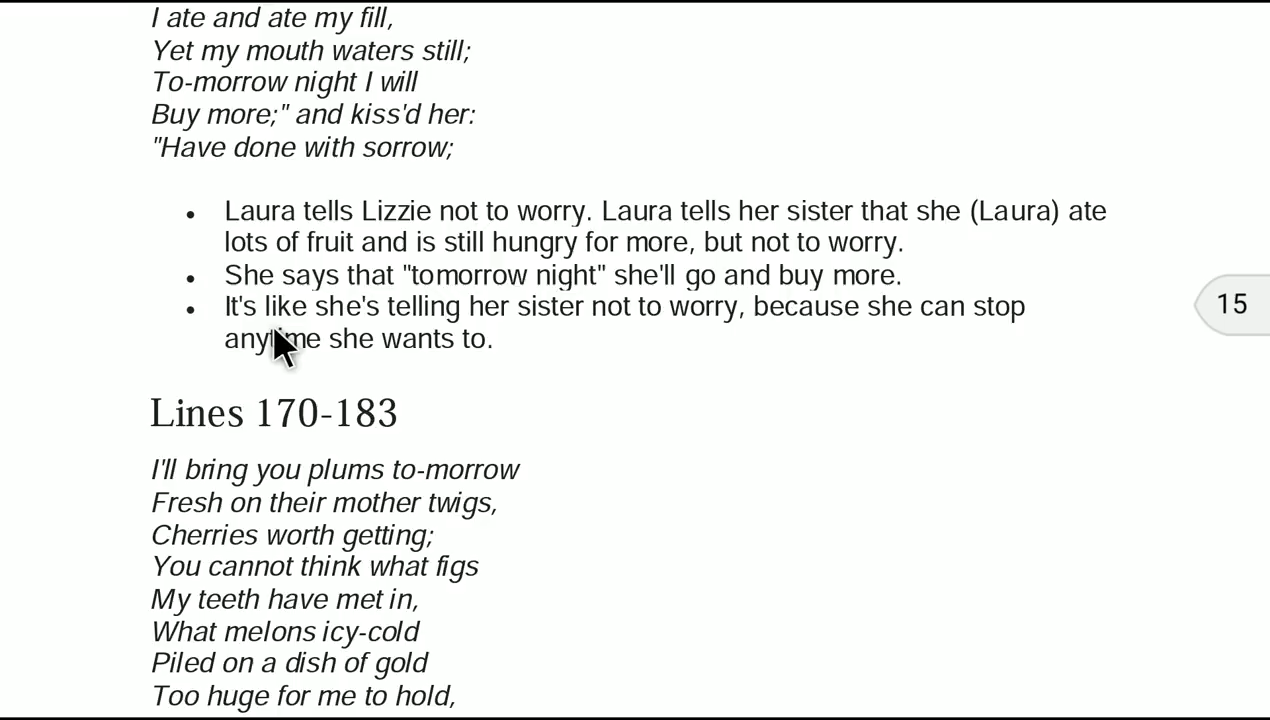 I ate and ate my fill,
Yet my mouth waters still;
To-morrow night I will
Buy more;" and kiss'd her:
"Have done with sorrow;
• Laura tells Lizzie not to worry. Laura tells her sister that she (Laura) ate
lots of fruit and is still hungry for more, but not to worry.
• She says that "tomorrow night" she'll go and buy more.
• It's like she's telling her sister not to worry, because she can stop
anytime she wants to.
15
Lines 170-183
I'll bring you plums to-morrow
Fresh on their mother twigs,
Cherries worth getting;
You cannot think what figs
My teeth have met in,
What melons icy-cold
Piled on a dish of gold
Too huge for me to hold,